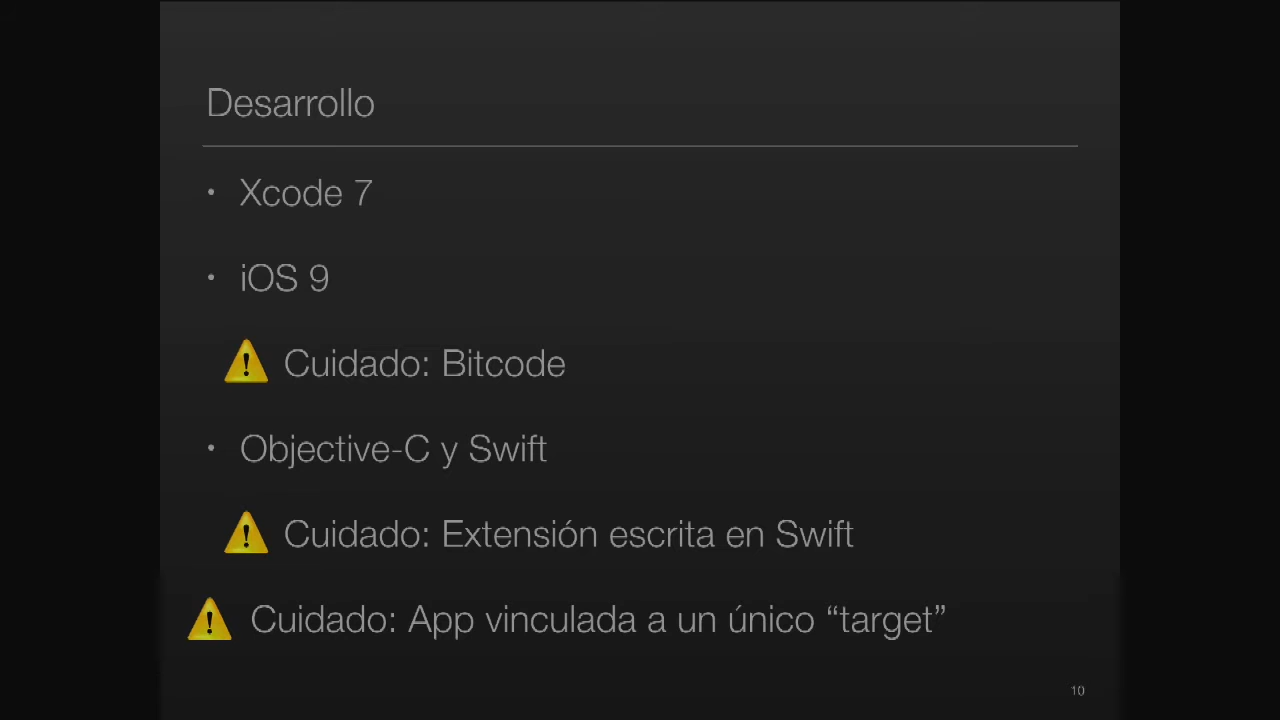 Desarrollo
• Xcode 7
• iOS 9
⚠ Cuidado: Bitcode
• Objective-C y Swift
⚠ Cuidado: Extensión escrita en Swift
⚠ Cuidado: App vinculada a un único “target”
10